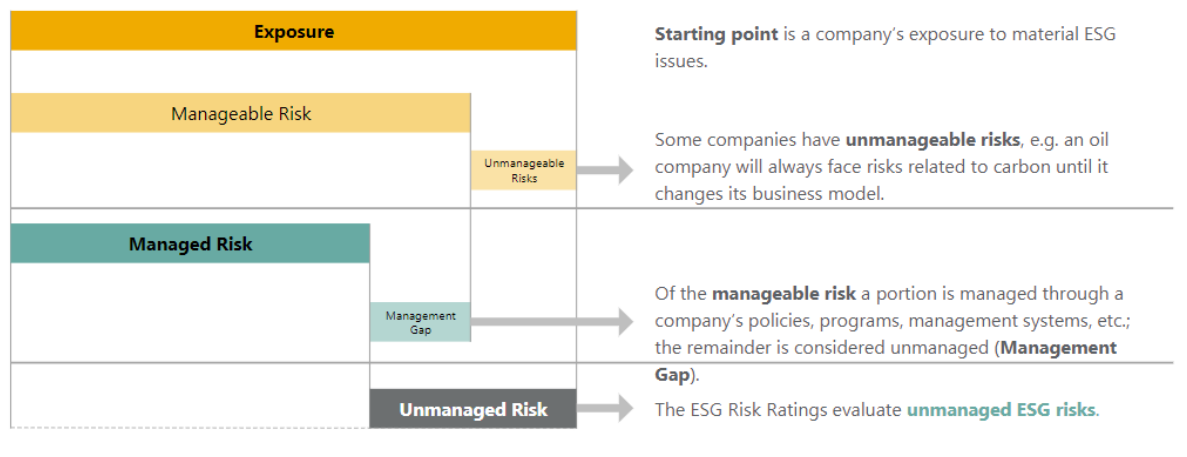 Exposure
Starting point is a company's exposure to material ESG
issues.
Manageable Risk
Unmanageable
Risks
Some companies have unmanageable risks, e.g. an oil
company will always face risks related to carbon until it
changes its business model.
Managed Risk
Management
Gap
Of the manageable risk a portion is managed through a
company's policies, programs, management systems, etc.;
the remainder is considered unmanaged (Management
Gap).
Unmanaged Risk
The ESG Risk Ratings evaluate unmanaged ESG risks.